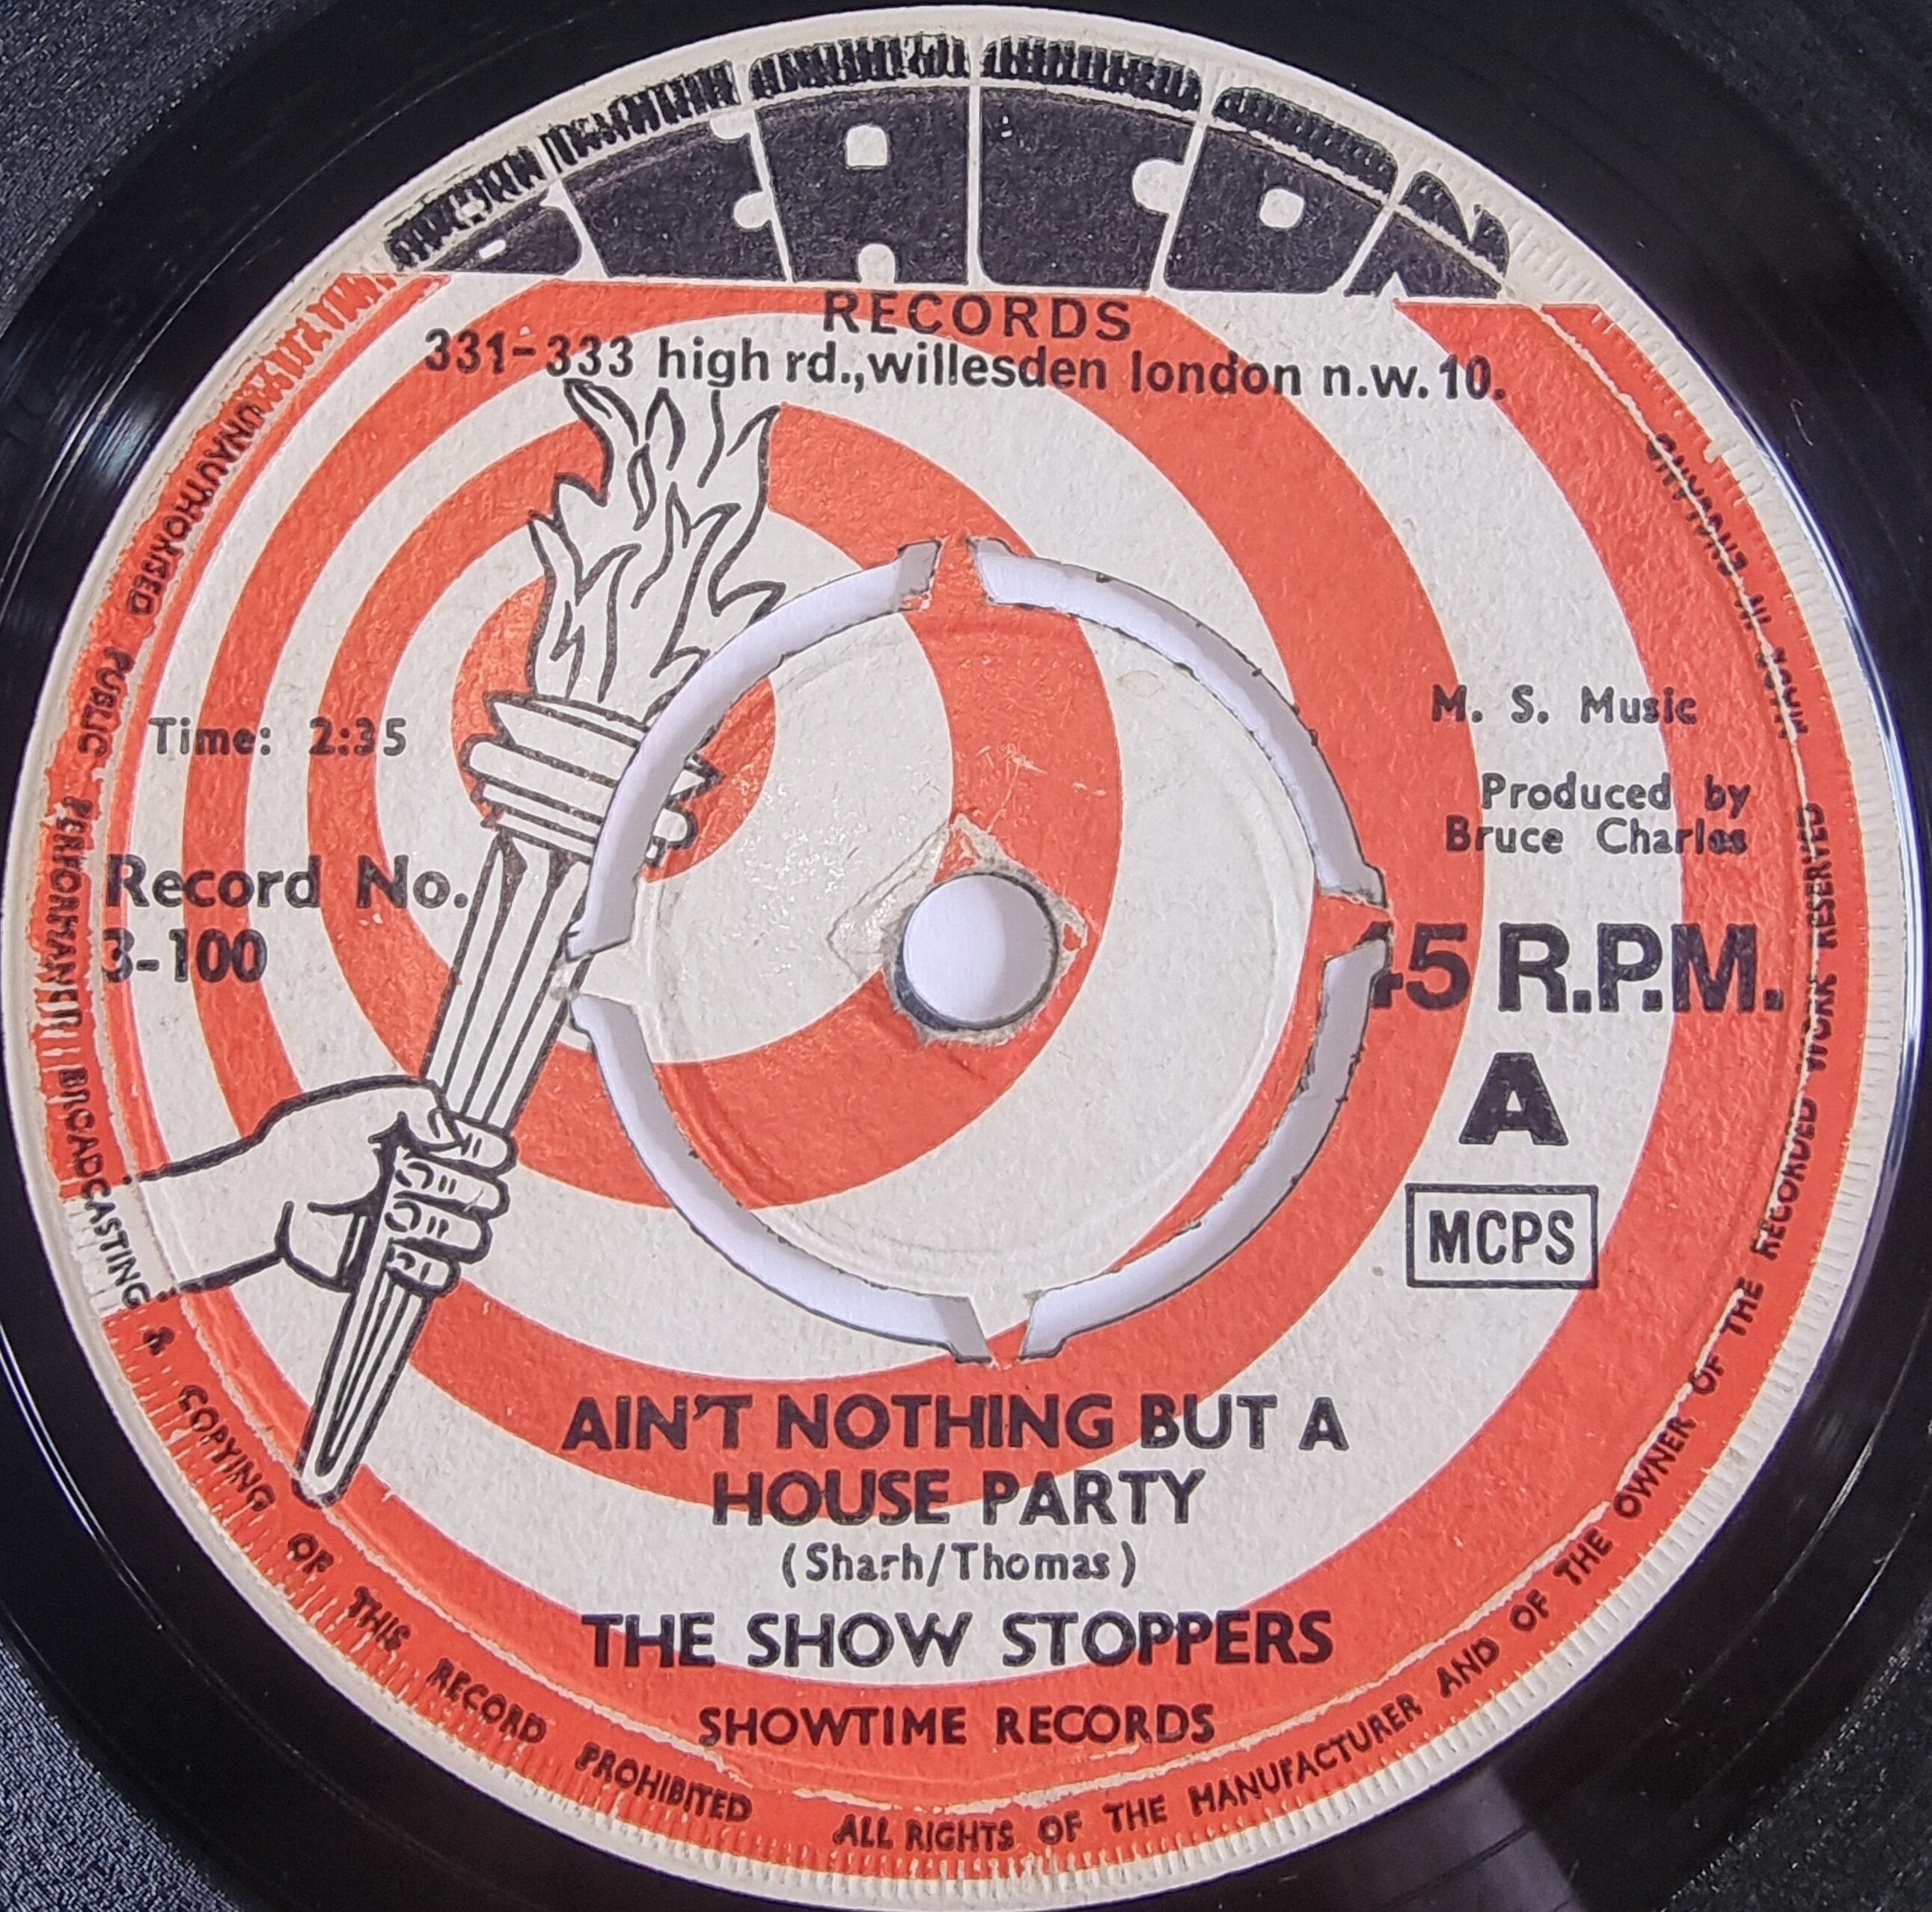 BEACON
RECORDS
331-333 high rd.,willesden london n.w.10.
Time: 2:35
Record No.
3-100
M. S. Music
Produced by
Bruce Charles
45 R.P.M.
A
MCPS
AIN'T NOTHING BUT A
HOUSE PARTY
(Sharh/Thomas)
THE SHOW STOPPERS
SHOWTIME RECORDS
UNAUTHORISED PUBLIC PERFORMANCE BROADCASTING & COPYING OF THIS RECORD PROHIBITED ALL RIGHTS OF THE MANUFACTURER AND OF THE OWNER OF THE RECORDED WORK RESERVED MADE IN ENGLAND